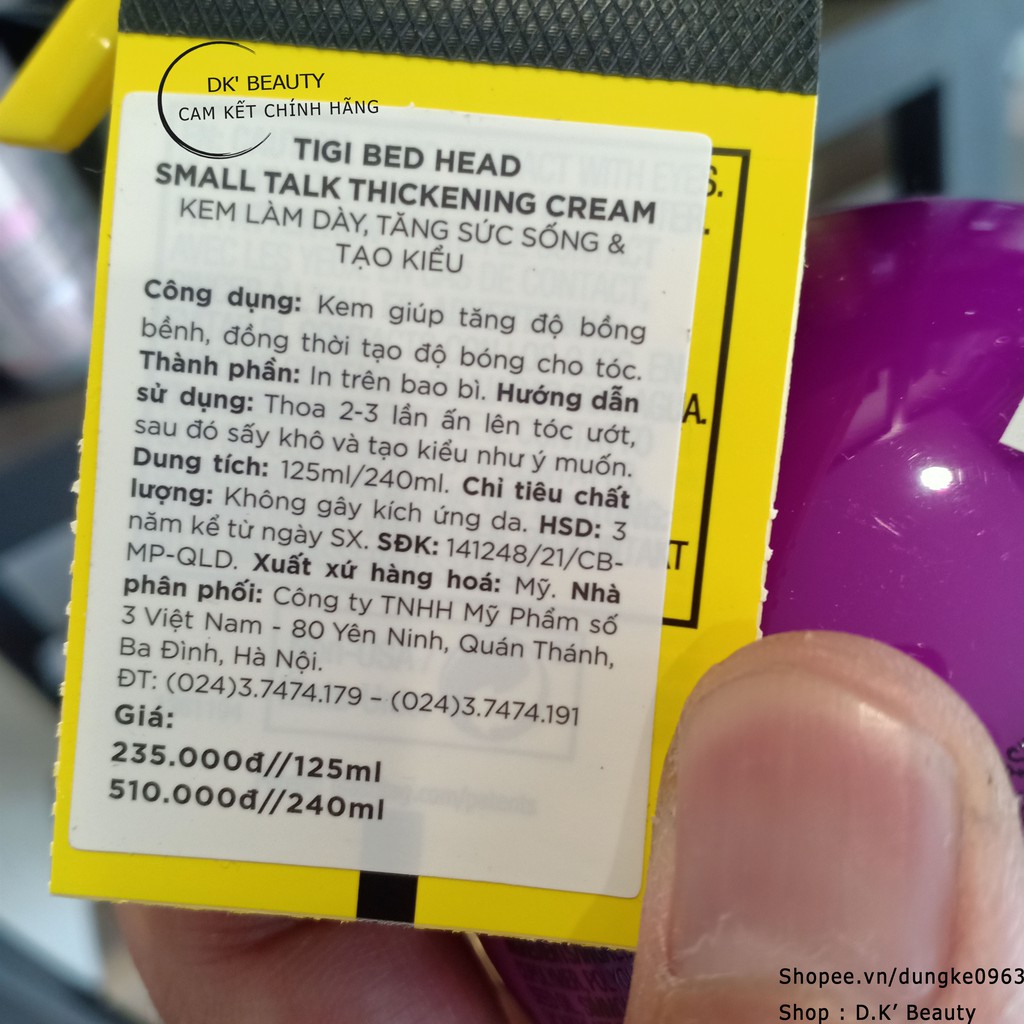 DK' BEAUTY
CAM KẾT CHÍNH HÃNG
TIGI BED HEAD
SMALL TALK THICKENING CREAM
KEM LÀM DÀY, TĂNG SỨC SỐNG &
TẠO KIỂU
Công dụng: Kem giúp tăng độ bồng
bềnh, đồng thời tạo độ bóng cho tóc.
Thành phần: In trên bao bì. Hướng dẫn
sử dụng: Thoa 2-3 lần ấn lên tóc ướt,
sau đó sấy khô và tạo kiểu như ý muốn.
Dung tích: 125ml/240ml. Chỉ tiêu chất
lượng: Không gây kích ứng da. HSD: 3
năm kể từ ngày SX. SĐK: 141248/21/CB-
MP-QLD. Xuất xứ hàng hoá: Mỹ. Nhà
phân phối: Công ty TNHH Mỹ Phẩm số
3 Việt Nam - 80 Yên Ninh, Quán Thánh,
Ba Đình, Hà Nội.
ĐT: (024)3.7474.179 – (024)3.7474.191
Giá:
235.000đ//125ml
510.000đ//240ml
Shopee.vn/dungke0963
Shop : D.K’ Beauty